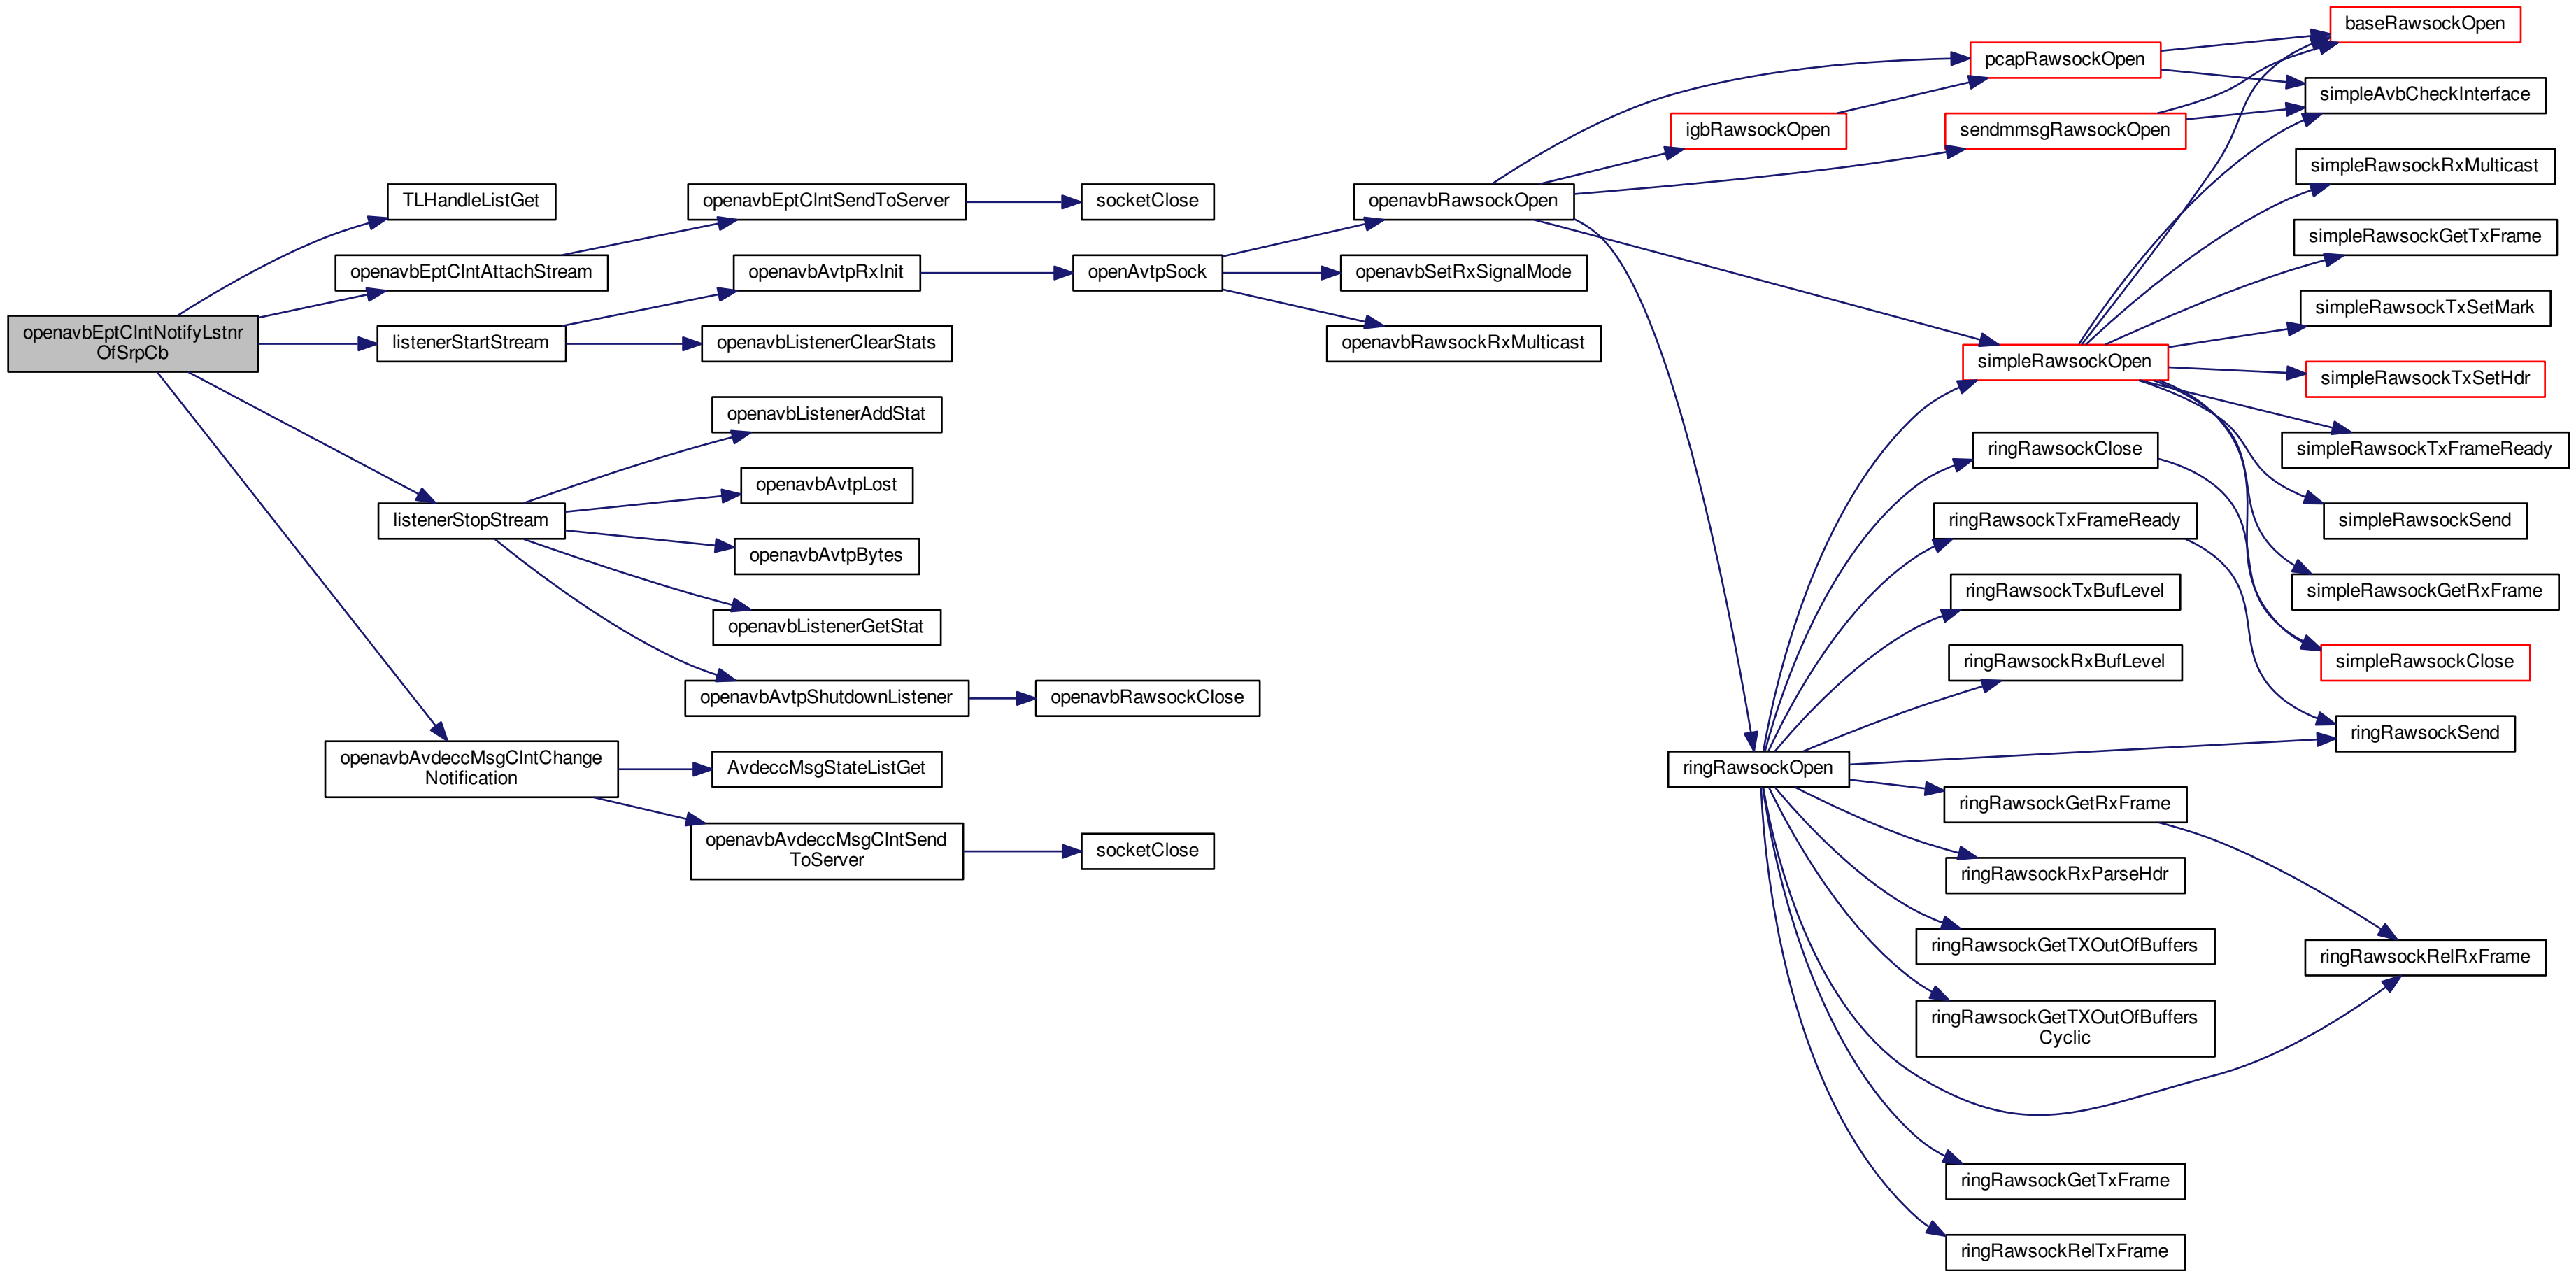 openavbEptClntNotifyLstnr
OfSrpCb
TLHandleListGet
openavbEptClntAttachStream
listenerStartStream
listenerStopStream
openavbAvdeccMsgClntChange
Notification
openavbEptClntSendToServer
openavbAvtpRxInit
openavbListenerClearStats
openavbListenerAddStat
openavbAvtpLost
openavbAvtpBytes
openavbListenerGetStat
openavbAvtpShutdownListener
AvdeccMsgStateListGet
openavbAvdeccMsgClntSend
ToServer
socketClose
openAvtpSock
openavbRawsockClose
socketClose
openavbRawsockOpen
openavbSetRxSignalMode
openavbRawsockRxMulticast
igbRawsockOpen
ringRawsockOpen
pcapRawsockOpen
sendmmsgRawsockOpen
simpleRawsockOpen
ringRawsockClose
ringRawsockTxFrameReady
ringRawsockTxBufLevel
ringRawsockRxBufLevel
ringRawsockGetRxFrame
ringRawsockRxParseHdr
ringRawsockGetTXOutOfBuffers
ringRawsockGetTXOutOfBuffers
Cyclic
ringRawsockGetTxFrame
ringRawsockRelTxFrame
baseRawsockOpen
simpleAvbCheckInterface
simpleRawsockRxMulticast
simpleRawsockGetTxFrame
simpleRawsockTxSetMark
simpleRawsockTxSetHdr
simpleRawsockTxFrameReady
simpleRawsockSend
simpleRawsockGetRxFrame
simpleRawsockClose
ringRawsockSend
ringRawsockRelRxFrame